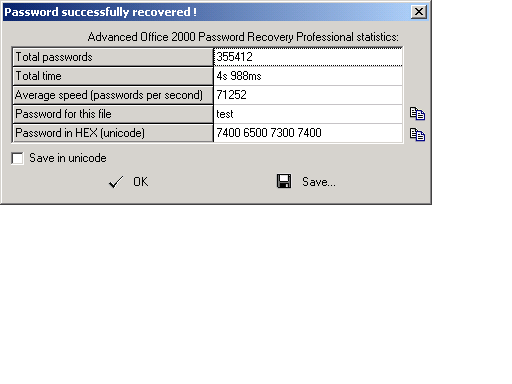 Password successfully recovered !
Advanced Office 2000 Password Recovery Professional statistics:
Total passwords 355412
Total time 4s 988ms
Average speed (passwords per second) 71252
Password for this file test
Password in HEX (unicode) 7400 6500 7300 7400
Save in unicode
OK Save...